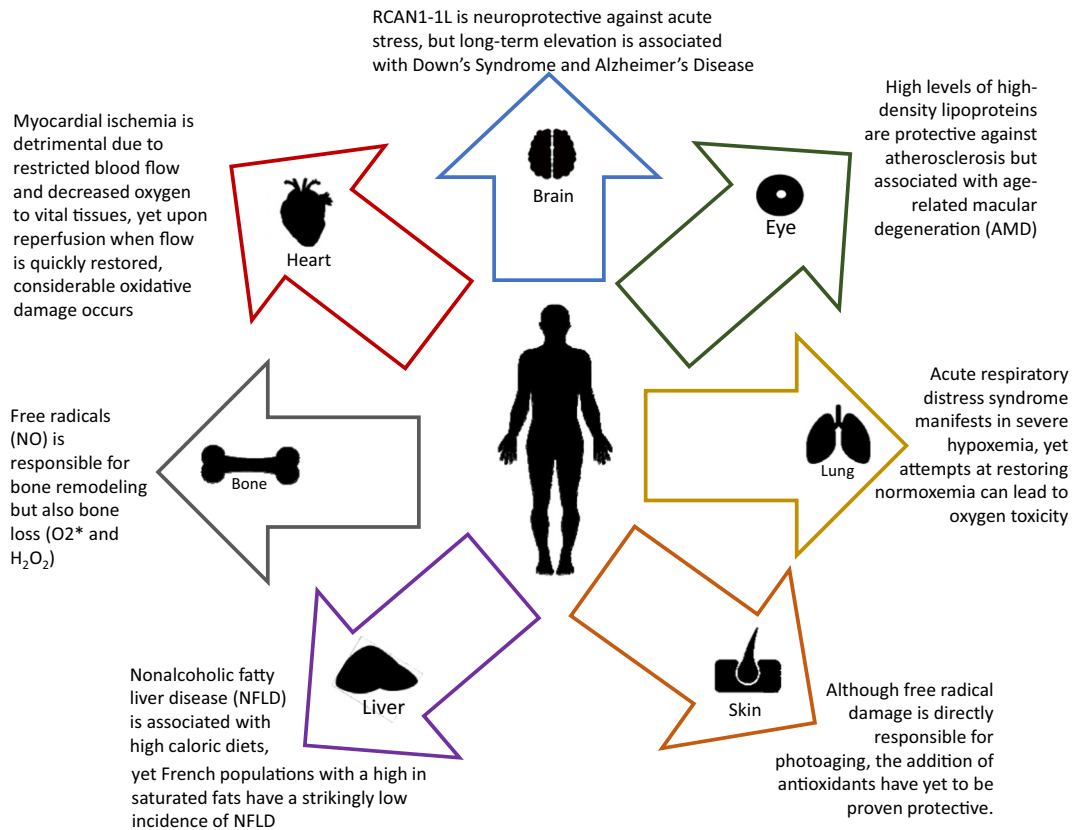 RCAN1-1L is neuroprotective against acute
stress, but long-term elevation is associated
with Down's Syndrome and Alzheimer's Disease
Brain
High levels of high-
density lipoproteins
are protective against
atherosclerosis but
associated with age-
related macular
degeneration (AMD)
Eye
Myocardial ischemia is
detrimental due to
restricted blood flow
and decreased oxygen
to vital tissues, yet upon
reperfusion when flow
is quickly restored,
considerable oxidative
damage occurs
Heart
Acute respiratory
distress syndrome
manifests in severe
hypoxemia, yet
attempts at restoring
normoxemia can lead to
oxygen toxicity
Lung
Free radicals
(NO) is
responsible for
bone remodeling
but also bone
loss (O2* and
H₂O₂)
Bone
Nonalcoholic fatty
liver disease (NFLD)
is associated with
high caloric diets,
yet French populations with a high in
saturated fats have a strikingly low
incidence of NFLD
Liver
Skin
Although free radical
damage is directly
responsible for
photoaging, the addition of
antioxidants have yet to be
proven protective.